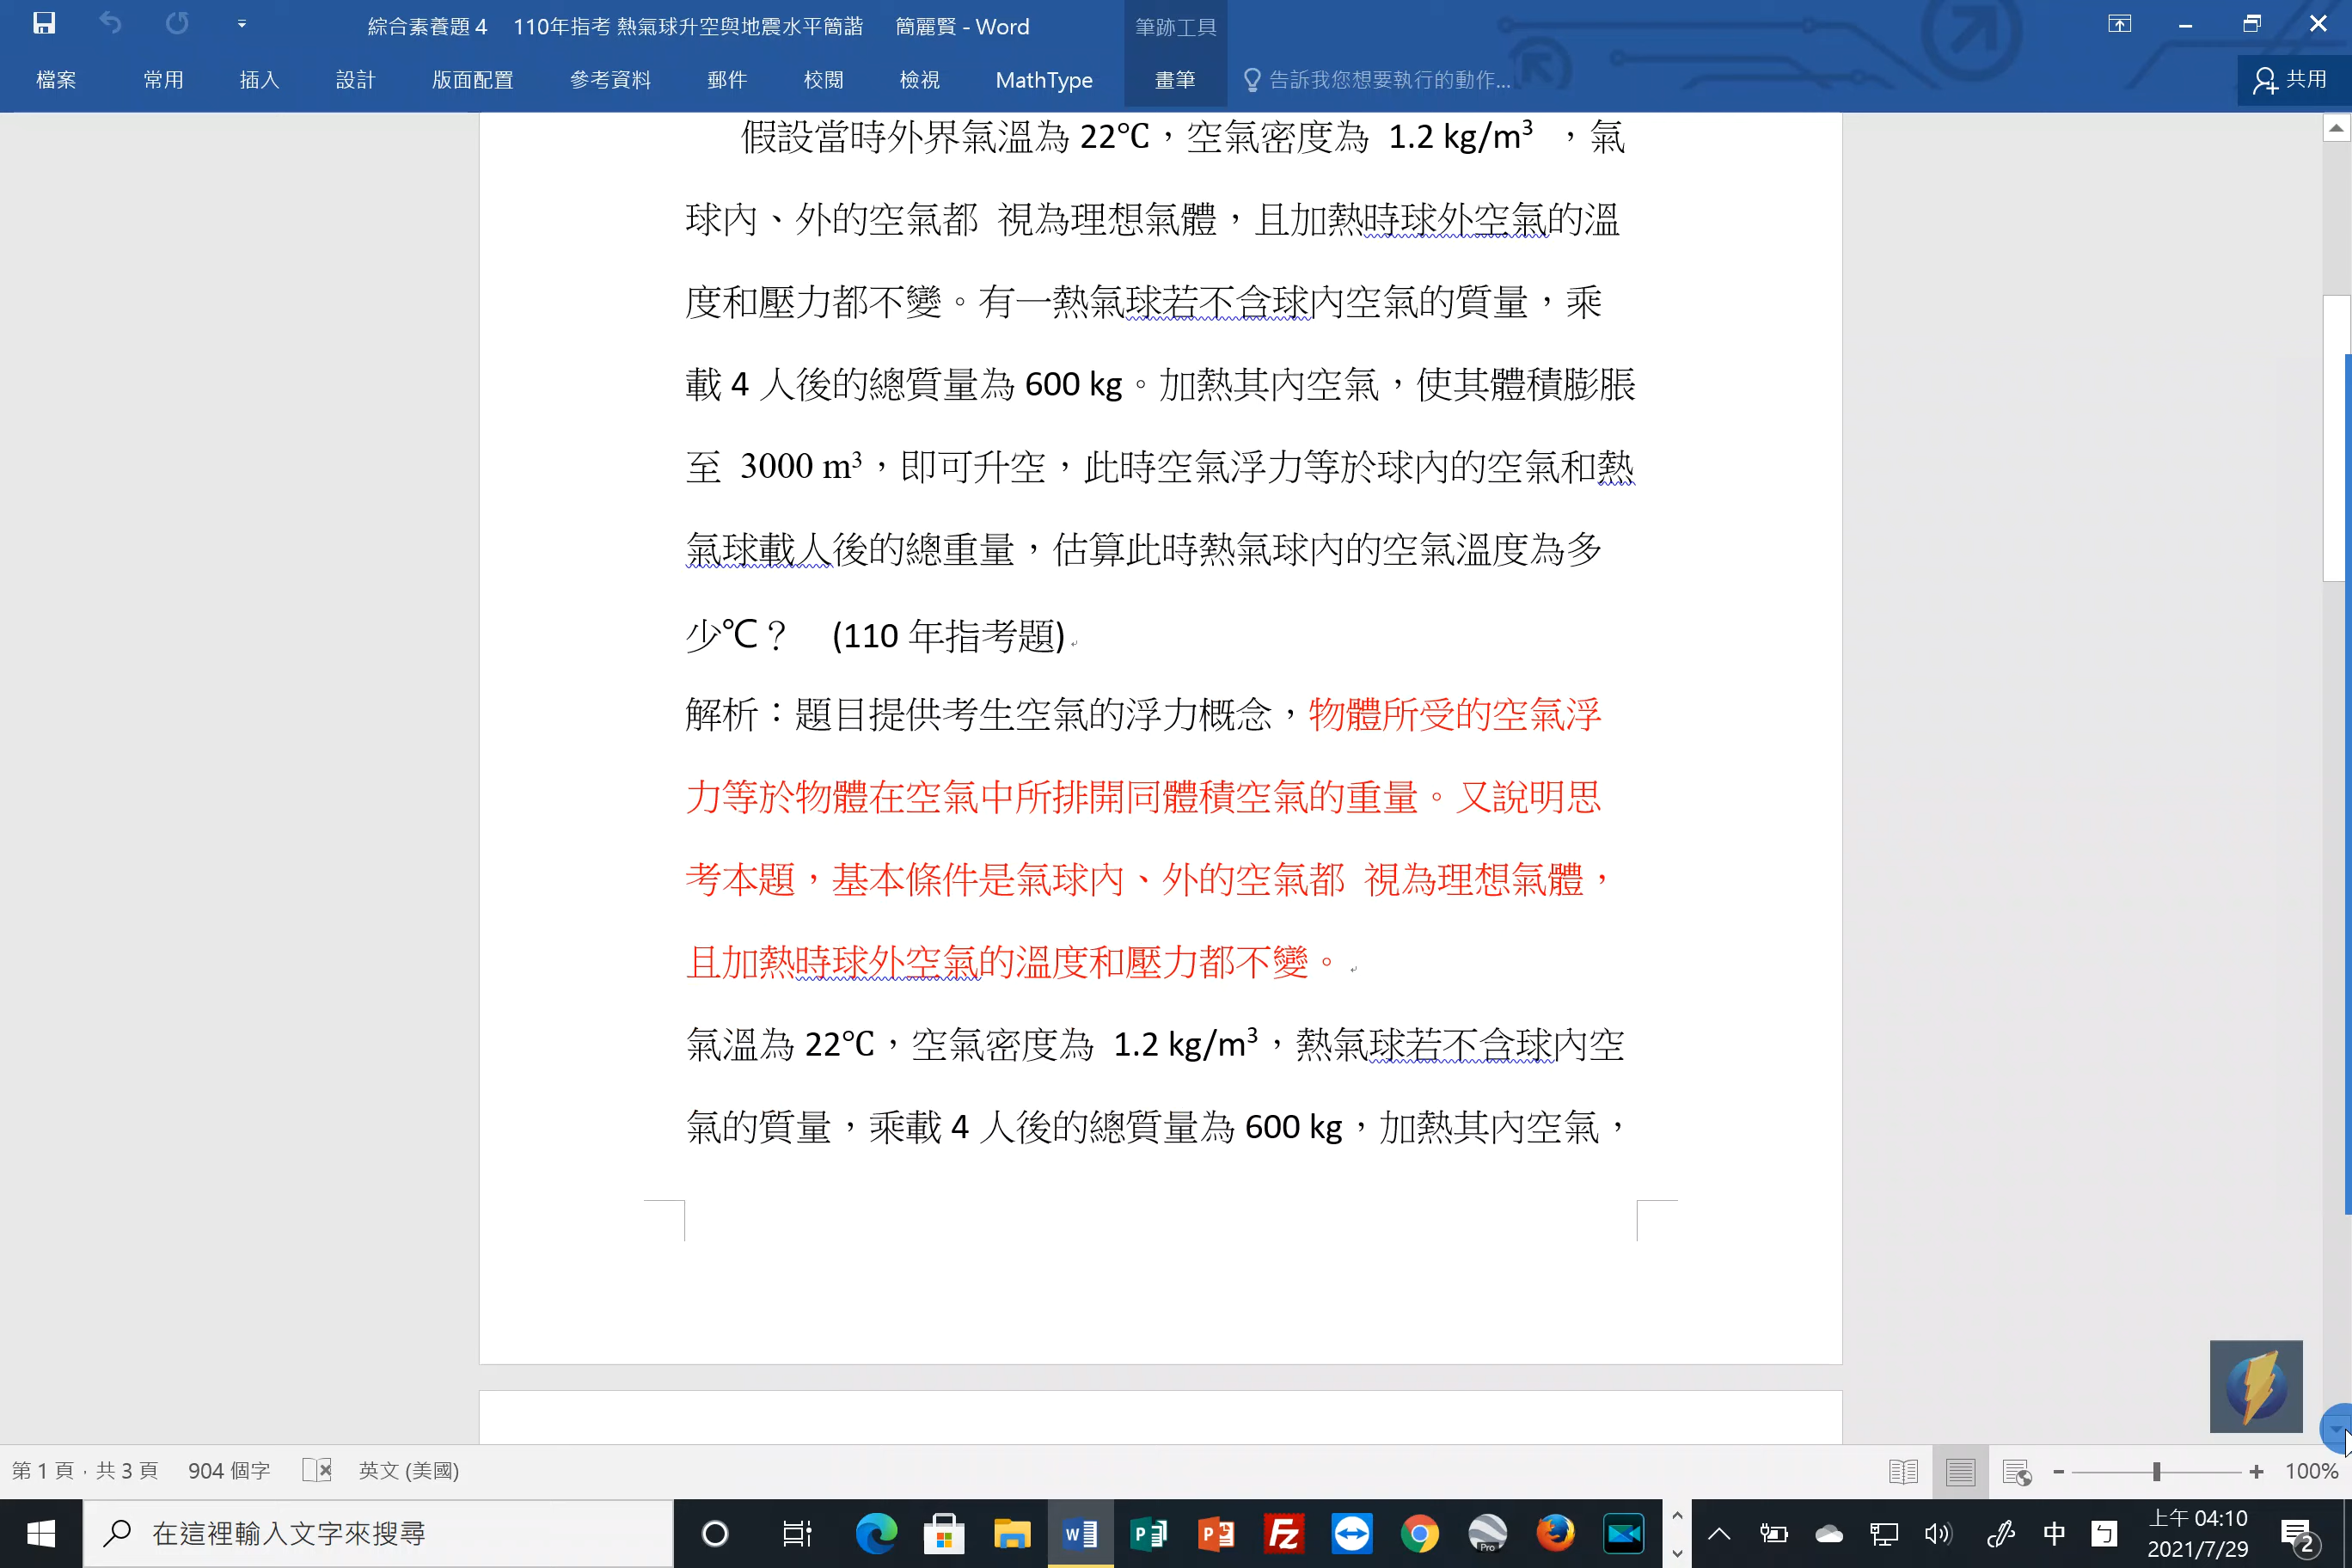 綜合素養題 4 110年指考 熱氣球升空與地震水平簡諧 簡麗賢 - Word 筆跡工具
檔案 常用 插入 設計 版面配置 參考資料 郵件 校閱 檢視 MathType 畫筆 告訴我您想要執行的動作... 共用
假設當時外界氣溫為 22℃，空氣密度為 1.2 kg/m³ ，氣
球內、外的空氣都 視為理想氣體，且加熱時球外空氣的溫
度和壓力都不變。有一熱氣球若不含球內空氣的質量，乘
載 4 人後的總質量為 600 kg。加熱其內空氣，使其體積膨脹
至 3000 m³，即可升空，此時空氣浮力等於球內的空氣和熱
氣球載人後的總重量，估算此時熱氣球內的空氣溫度為多
少℃？ (110 年指考題)
解析：題目提供考生空氣的浮力概念，物體所受的空氣浮
力等於物體在空氣中所排開同體積空氣的重量。又說明思
考本題，基本條件是氣球內、外的空氣都 視為理想氣體，
且加熱時球外空氣的溫度和壓力都不變。
氣溫為 22℃，空氣密度為 1.2 kg/m³，熱氣球若不含球內空
氣的質量，乘載 4 人後的總質量為 600 kg，加熱其內空氣，
第 1 頁，共 3 頁 904 個字 英文 (美國) 100%
在這裡輸入文字來搜尋 Pro 中 ㄅ 上午 04:10
2021/7/29 2